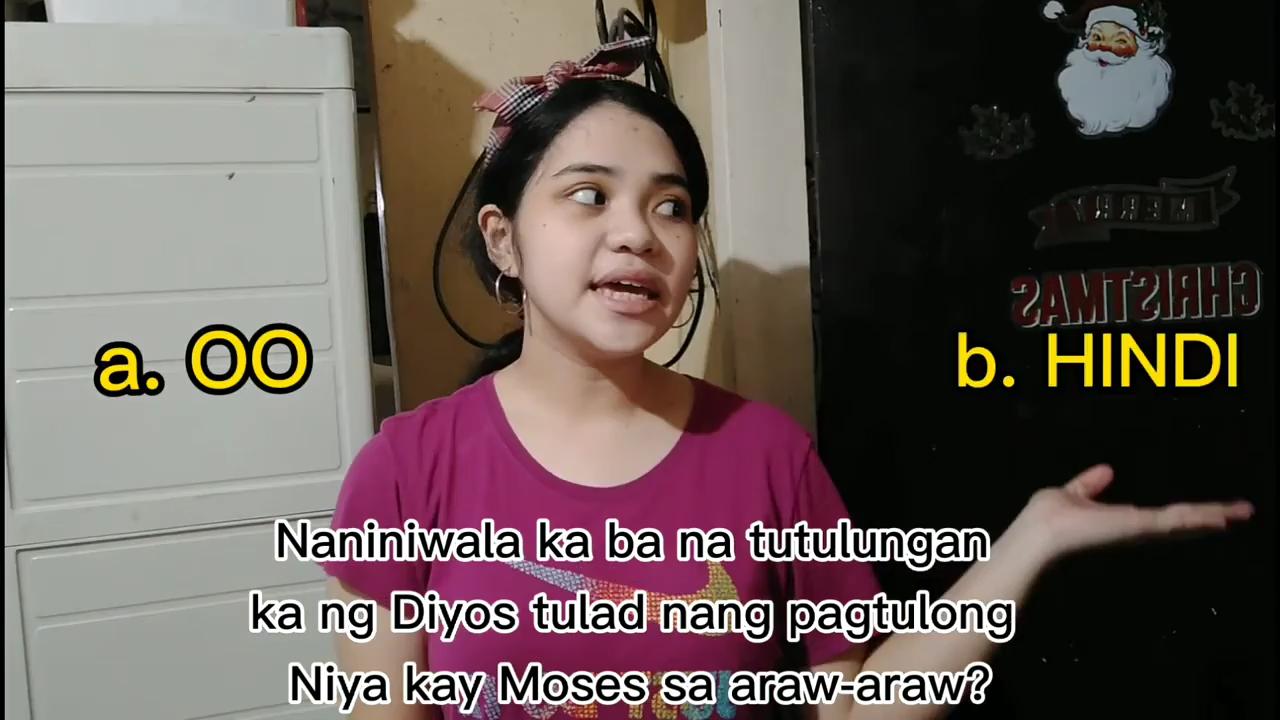 MERRY
CHRISTMAS
a. OO
b. HINDI
Naniniwala ka ba na tutulungan
ka ng Diyos tulad nang pagtulong
Niya kay Moses sa araw-araw?